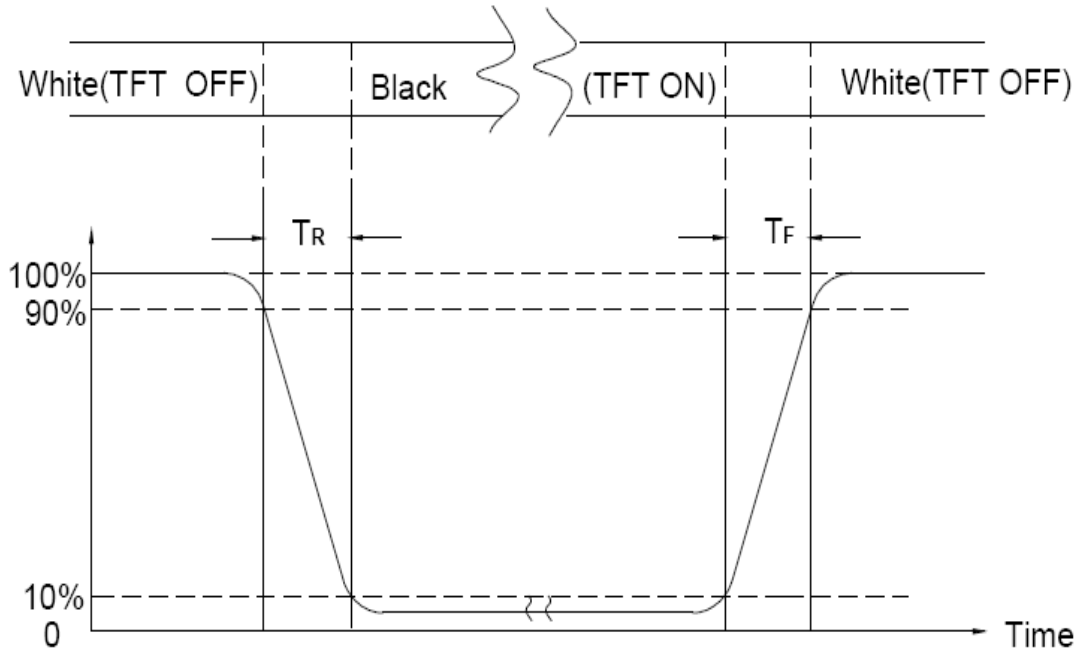 White(TFT OFF) Black (TFT ON) White(TFT OFF)
TR TF
100%
90%
10%
0
Time